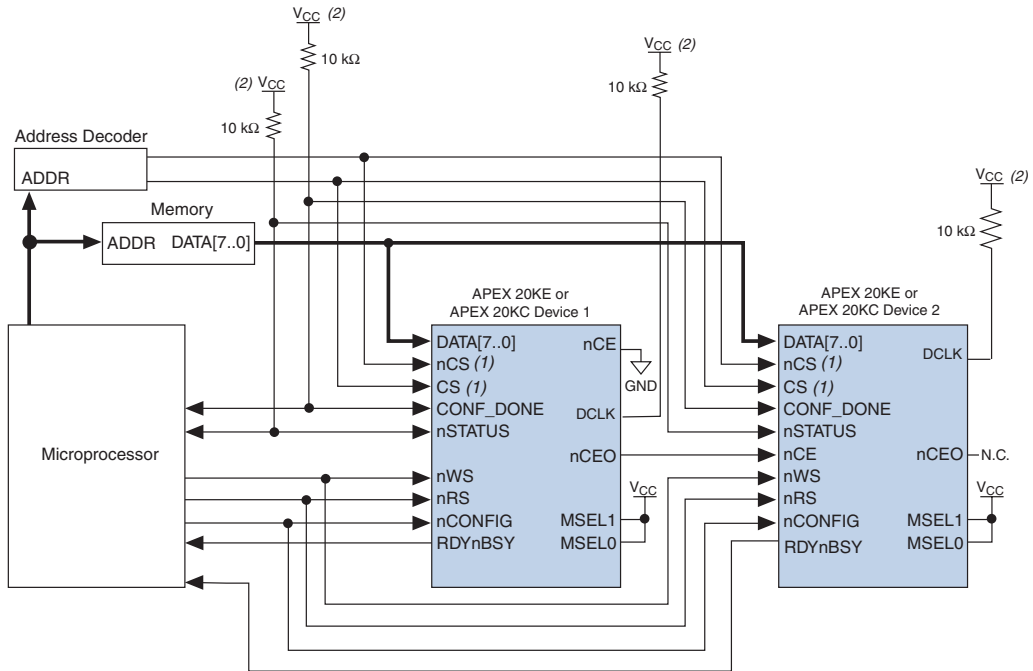 VCC (2)
10 kΩ
(2) VCC
10 kΩ
VCC (2)
10 kΩ
Address Decoder
ADDR
Memory
ADDR DATA[7..0]
VCC (2)
10 kΩ
APEX 20KE or
APEX 20KC Device 1
DATA[7..0]
nCS (1)
CS (1)
CONF_DONE
nSTATUS
nWS
nRS
nCONFIG
RDYnBSY
nCE
GND
DCLK
nCEO
VCC
MSEL1
MSEL0
Microprocessor
APEX 20KE or
APEX 20KC Device 2
DATA[7..0]
nCS (1)
CS (1)
CONF_DONE
nSTATUS
nCE
nWS
nRS
nCONFIG
RDYnBSY
DCLK
nCEO
N.C.
VCC
MSEL1
MSEL0